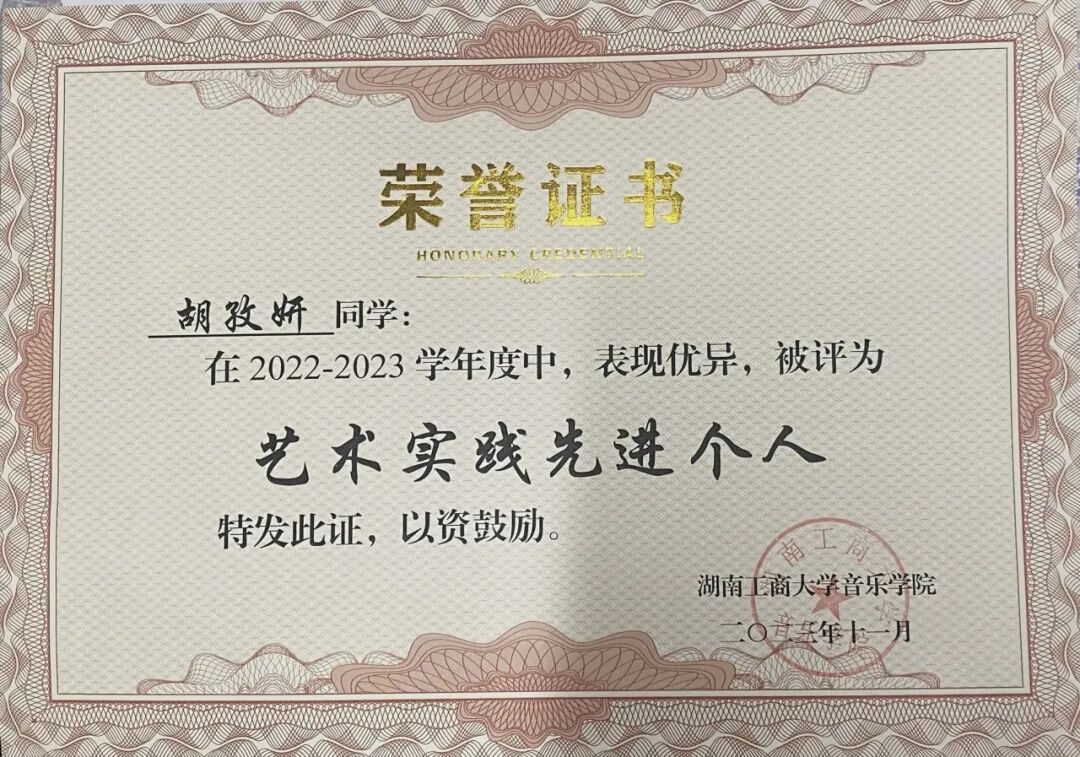 荣誉证书
HONORARY CREDENTIAL
胡孜妍同学：
在2022-2023学年度中，表现优异，被评为
艺术实践先进个人
特发此证，以资鼓励。
湖南工商大学音乐学院
二〇二三年十一月